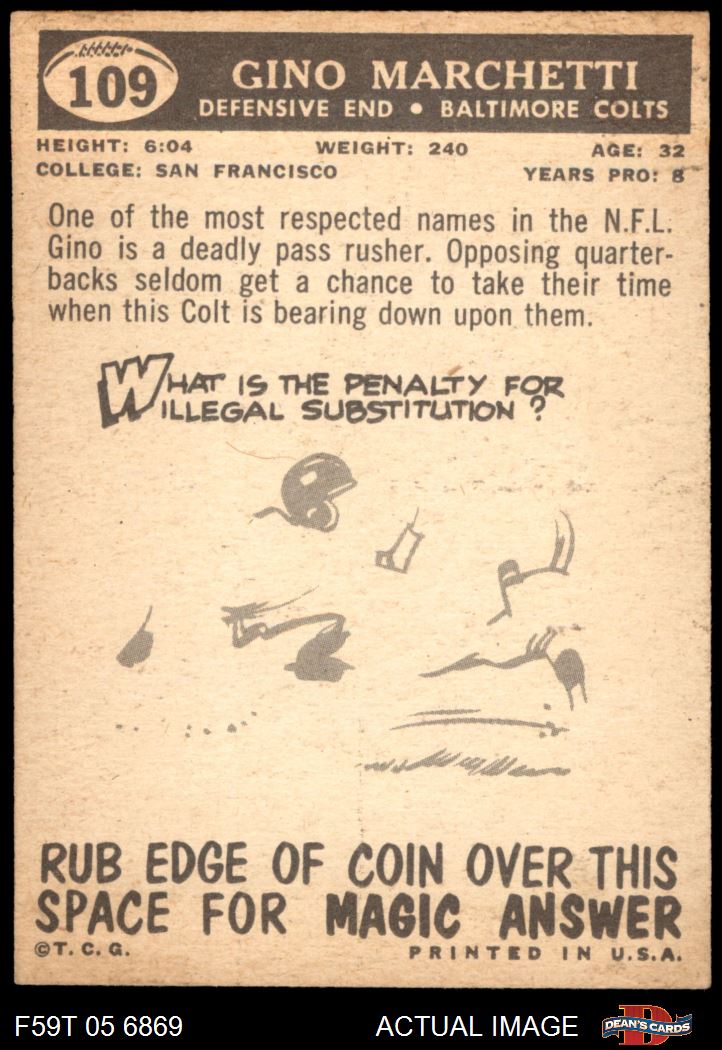 109
GINO MARCHETTI
DEFENSIVE END • BALTIMORE COLTS
HEIGHT: 6:04 WEIGHT: 240 AGE: 32
COLLEGE: SAN FRANCISCO YEARS PRO: 8
One of the most respected names in the N.F.L.
Gino is a deadly pass rusher. Opposing quarter-
backs seldom get a chance to take their time
when this Colt is bearing down upon them.
WHAT IS THE PENALTY FOR
ILLEGAL SUBSTITUTION?
RUB EDGE OF COIN OVER THIS
SPACE FOR MAGIC ANSWER
©T. C. G. PRINTED IN U.S.A.
F59T 05 6869 ACTUAL IMAGE D DEAN'S CARDS